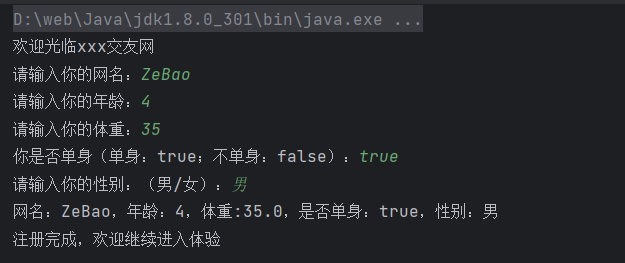 D:\web\Java\jdk1.8.0_301\bin\java.exe ...
欢迎光临xxx交友网
请输入你的网名：ZeBao
请输入你的年龄：4
请输入你的体重：35
你是否单身（单身：true；不单身：false）：true
请输入你的性别：（男/女）：男
网名：ZeBao，年龄：4，体重:35.0，是否单身：true，性别：男
注册完成，欢迎继续进入体验